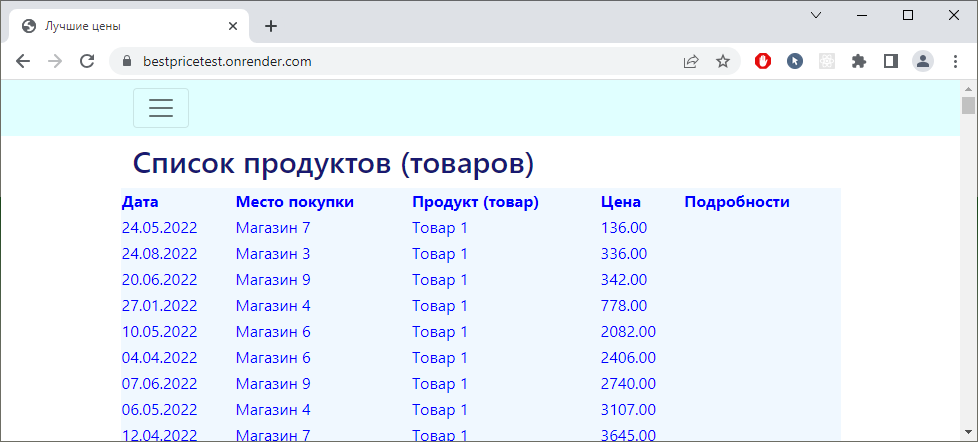 Лучшие цены
bestpricetest.onrender.com
Список продуктов (товаров)
Дата Место покупки Продукт (товар) Цена Подробности
24.05.2022 Магазин 7 Товар 1 136.00
24.08.2022 Магазин 3 Товар 1 336.00
20.06.2022 Магазин 9 Товар 1 342.00
27.01.2022 Магазин 4 Товар 1 778.00
10.05.2022 Магазин 6 Товар 1 2082.00
04.04.2022 Магазин 6 Товар 1 2406.00
07.06.2022 Магазин 9 Товар 1 2740.00
06.05.2022 Магазин 4 Товар 1 3107.00
12.04.2022 Магазин 7 Товар 1 3645.00